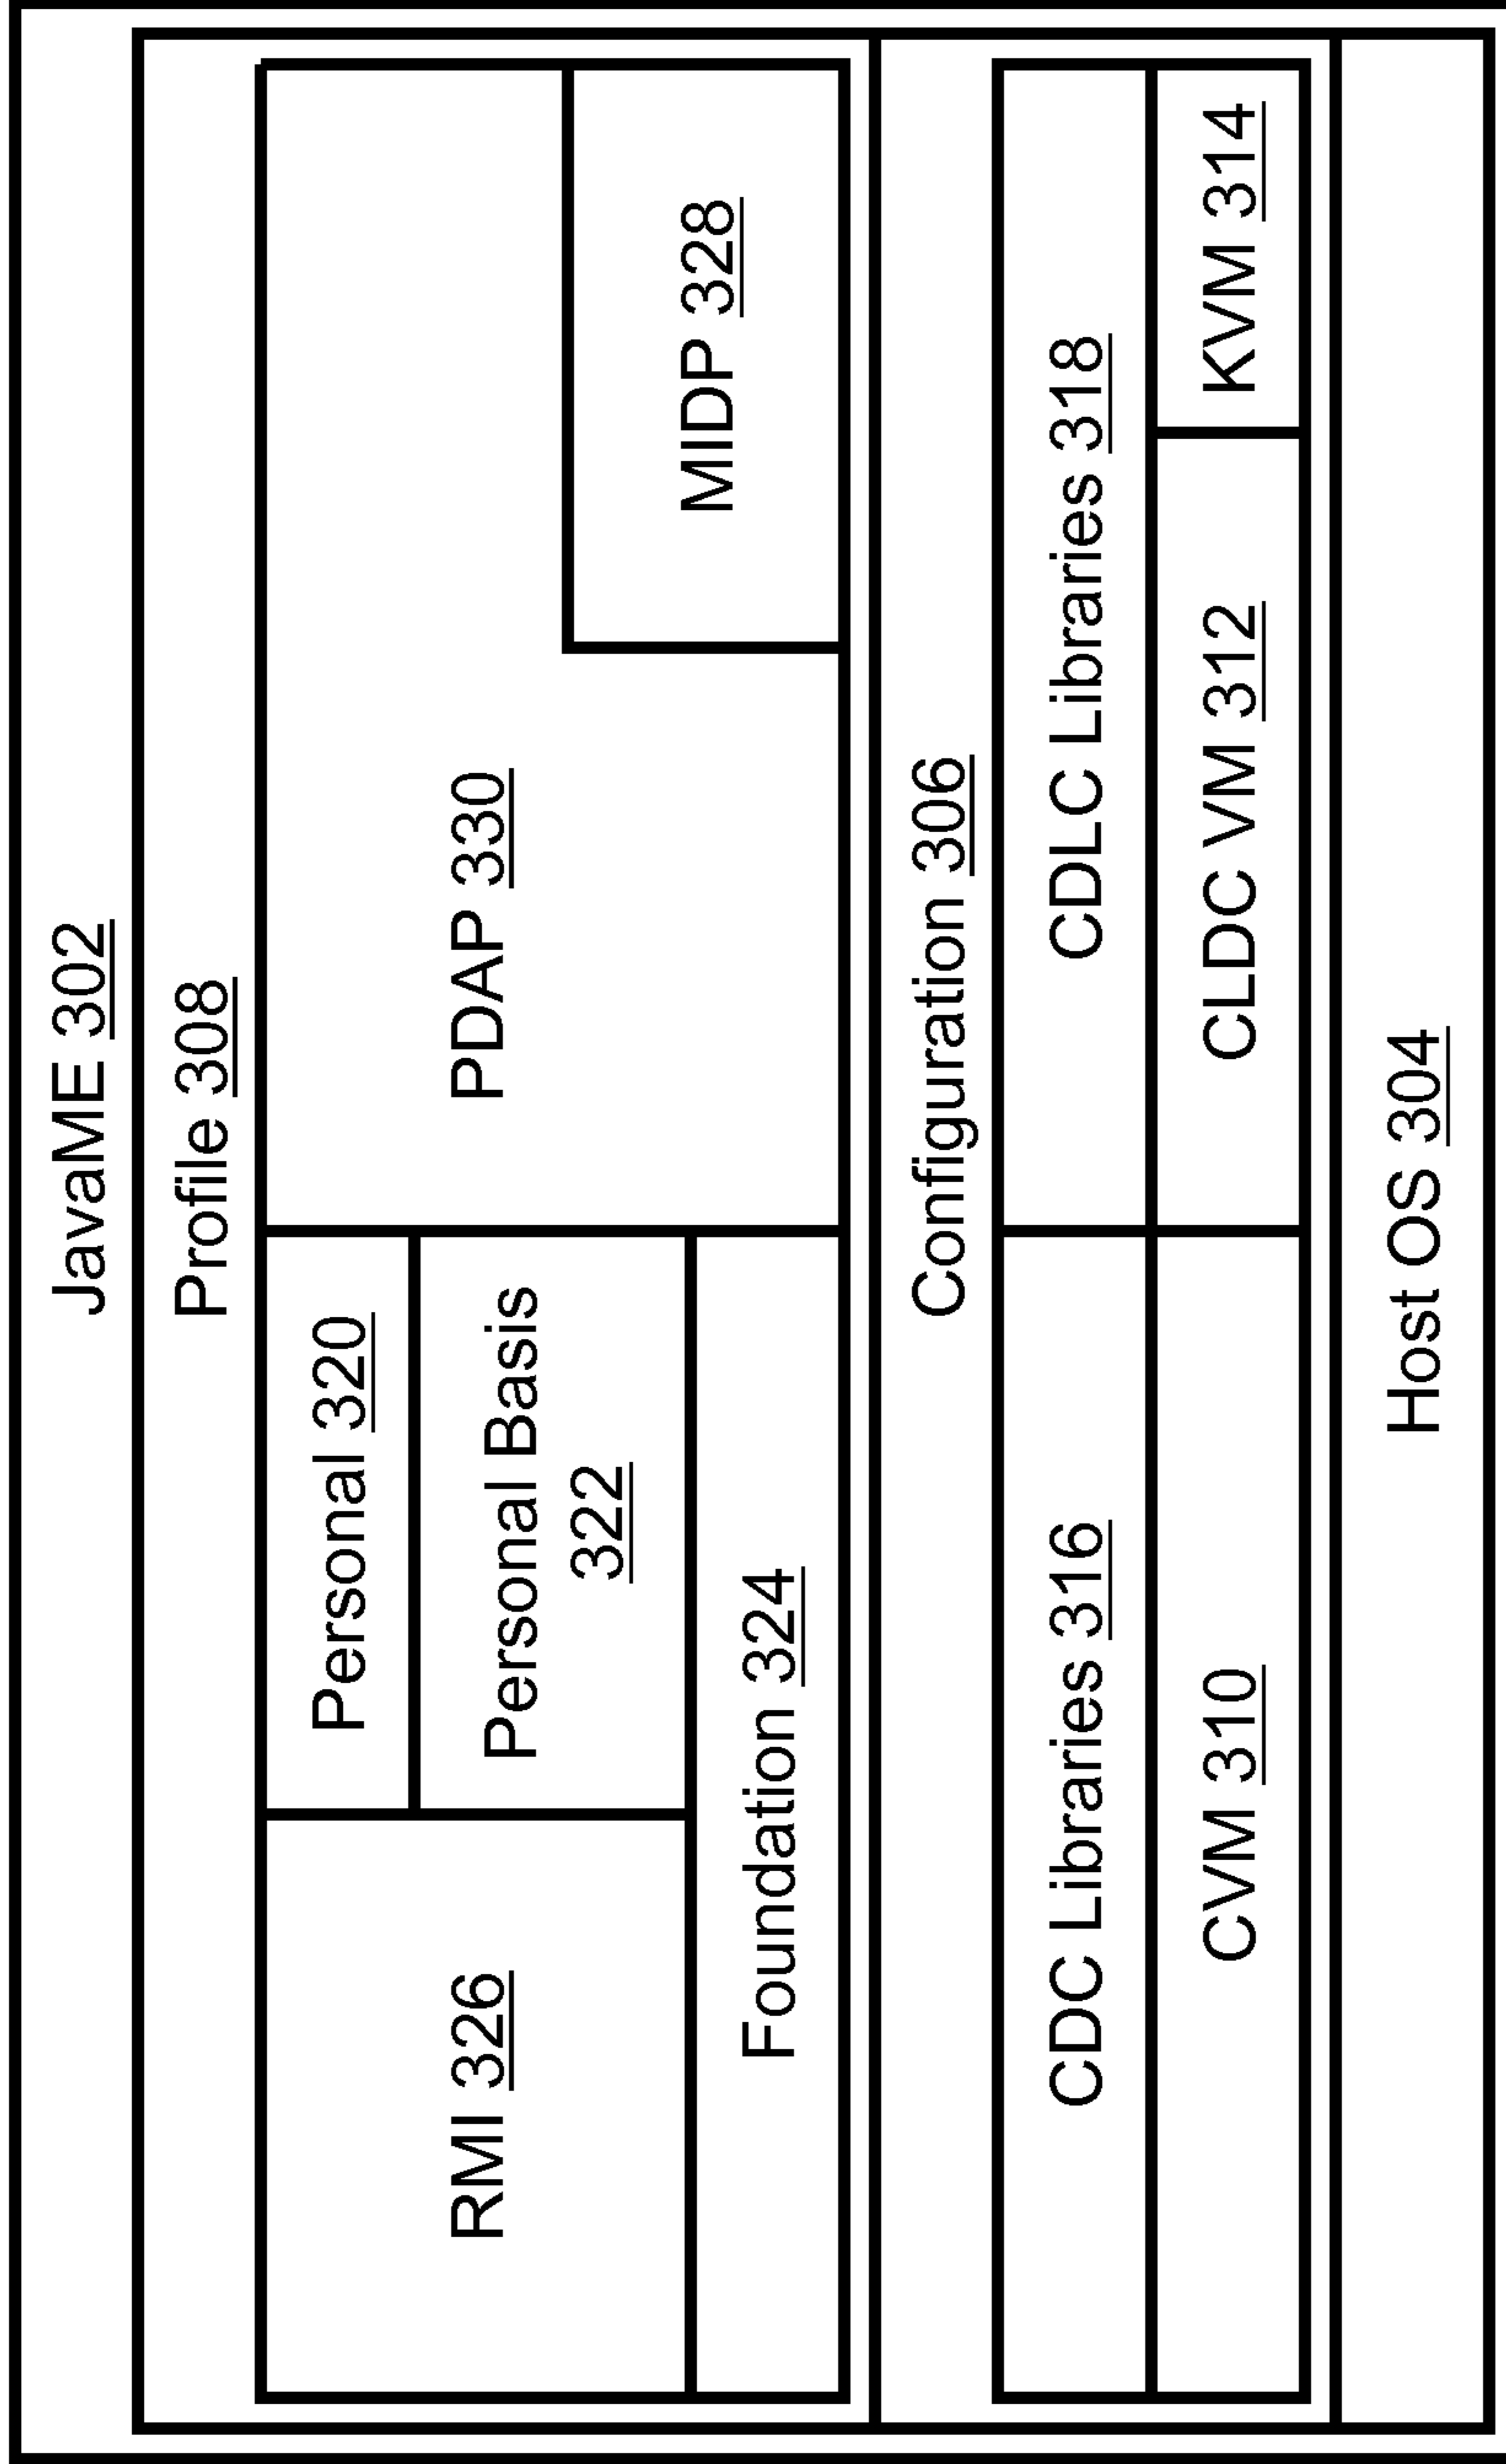 JavaME 302
Profile 308
RMI 326
Personal 320
Personal Basis
322
Foundation 324
PDAP 330
MIDP 328
Configuration 306
CDC Libraries 316
CDLC Libraries 318
CVM 310
CLDC VM 312
KVM 314
Host OS 304